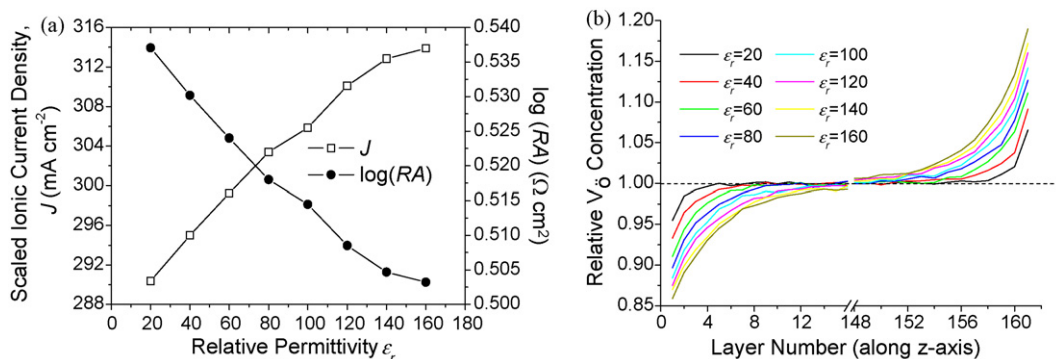 (a)
Scaled Ionic Current Density,
J (mA cm⁻²)
316
312
308
304
300
296
292
288
0 20 40 60 80 100 120 140 160 180
Relative Permittivity εᵣ
J
log(RA)
0.540
0.535
0.530
0.525
0.520
0.515
0.510
0.505
0.500
log (RA) (Ω cm²)
(b)
Relative V_ö Concentration
1.20
1.15
1.10
1.05
1.00
0.95
0.90
0.85
εᵣ=20 εᵣ=100
εᵣ=40 εᵣ=120
εᵣ=60 εᵣ=140
εᵣ=80 εᵣ=160
0 4 8 12 148 152 156 160
Layer Number (along z-axis)